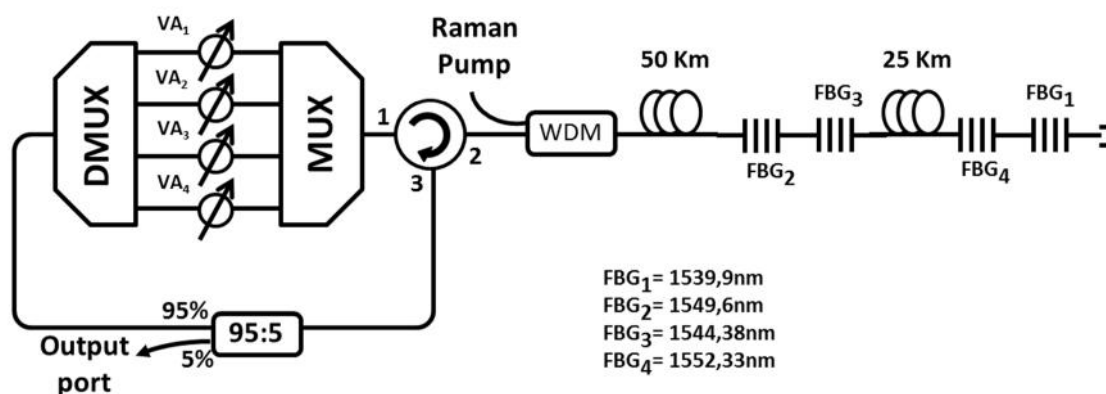 VA₁
VA₂
VA₃
VA₄
DMUX
MUX
1
2
3
Raman
Pump
WDM
50 Km
FBG₂
FBG₃
25 Km
FBG₄
FBG₁
95%
95:5
5%
Output
port
FBG₁= 1539,9nm
FBG₂= 1549,6nm
FBG₃= 1544,38nm
FBG₄= 1552,33nm